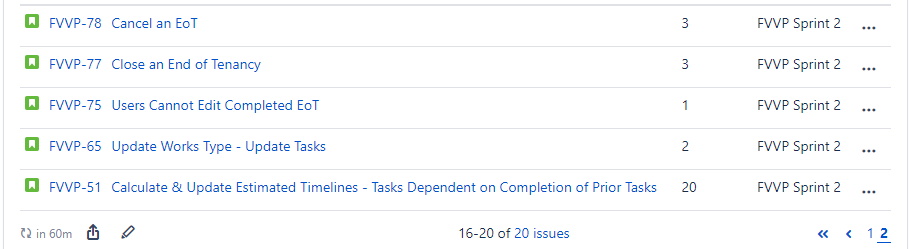 FVVP-78 Cancel an EoT 3 FVVP Sprint 2 ...
FVVP-77 Close an End of Tenancy 3 FVVP Sprint 2 ...
FVVP-75 Users Cannot Edit Completed EoT 1 FVVP Sprint 2 ...
FVVP-65 Update Works Type - Update Tasks 2 FVVP Sprint 2 ...
FVVP-51 Calculate & Update Estimated Timelines - Tasks Dependent on Completion of Prior Tasks 20 FVVP Sprint 2 ...
in 60m 16-20 of 20 issues « ‹ 1 2